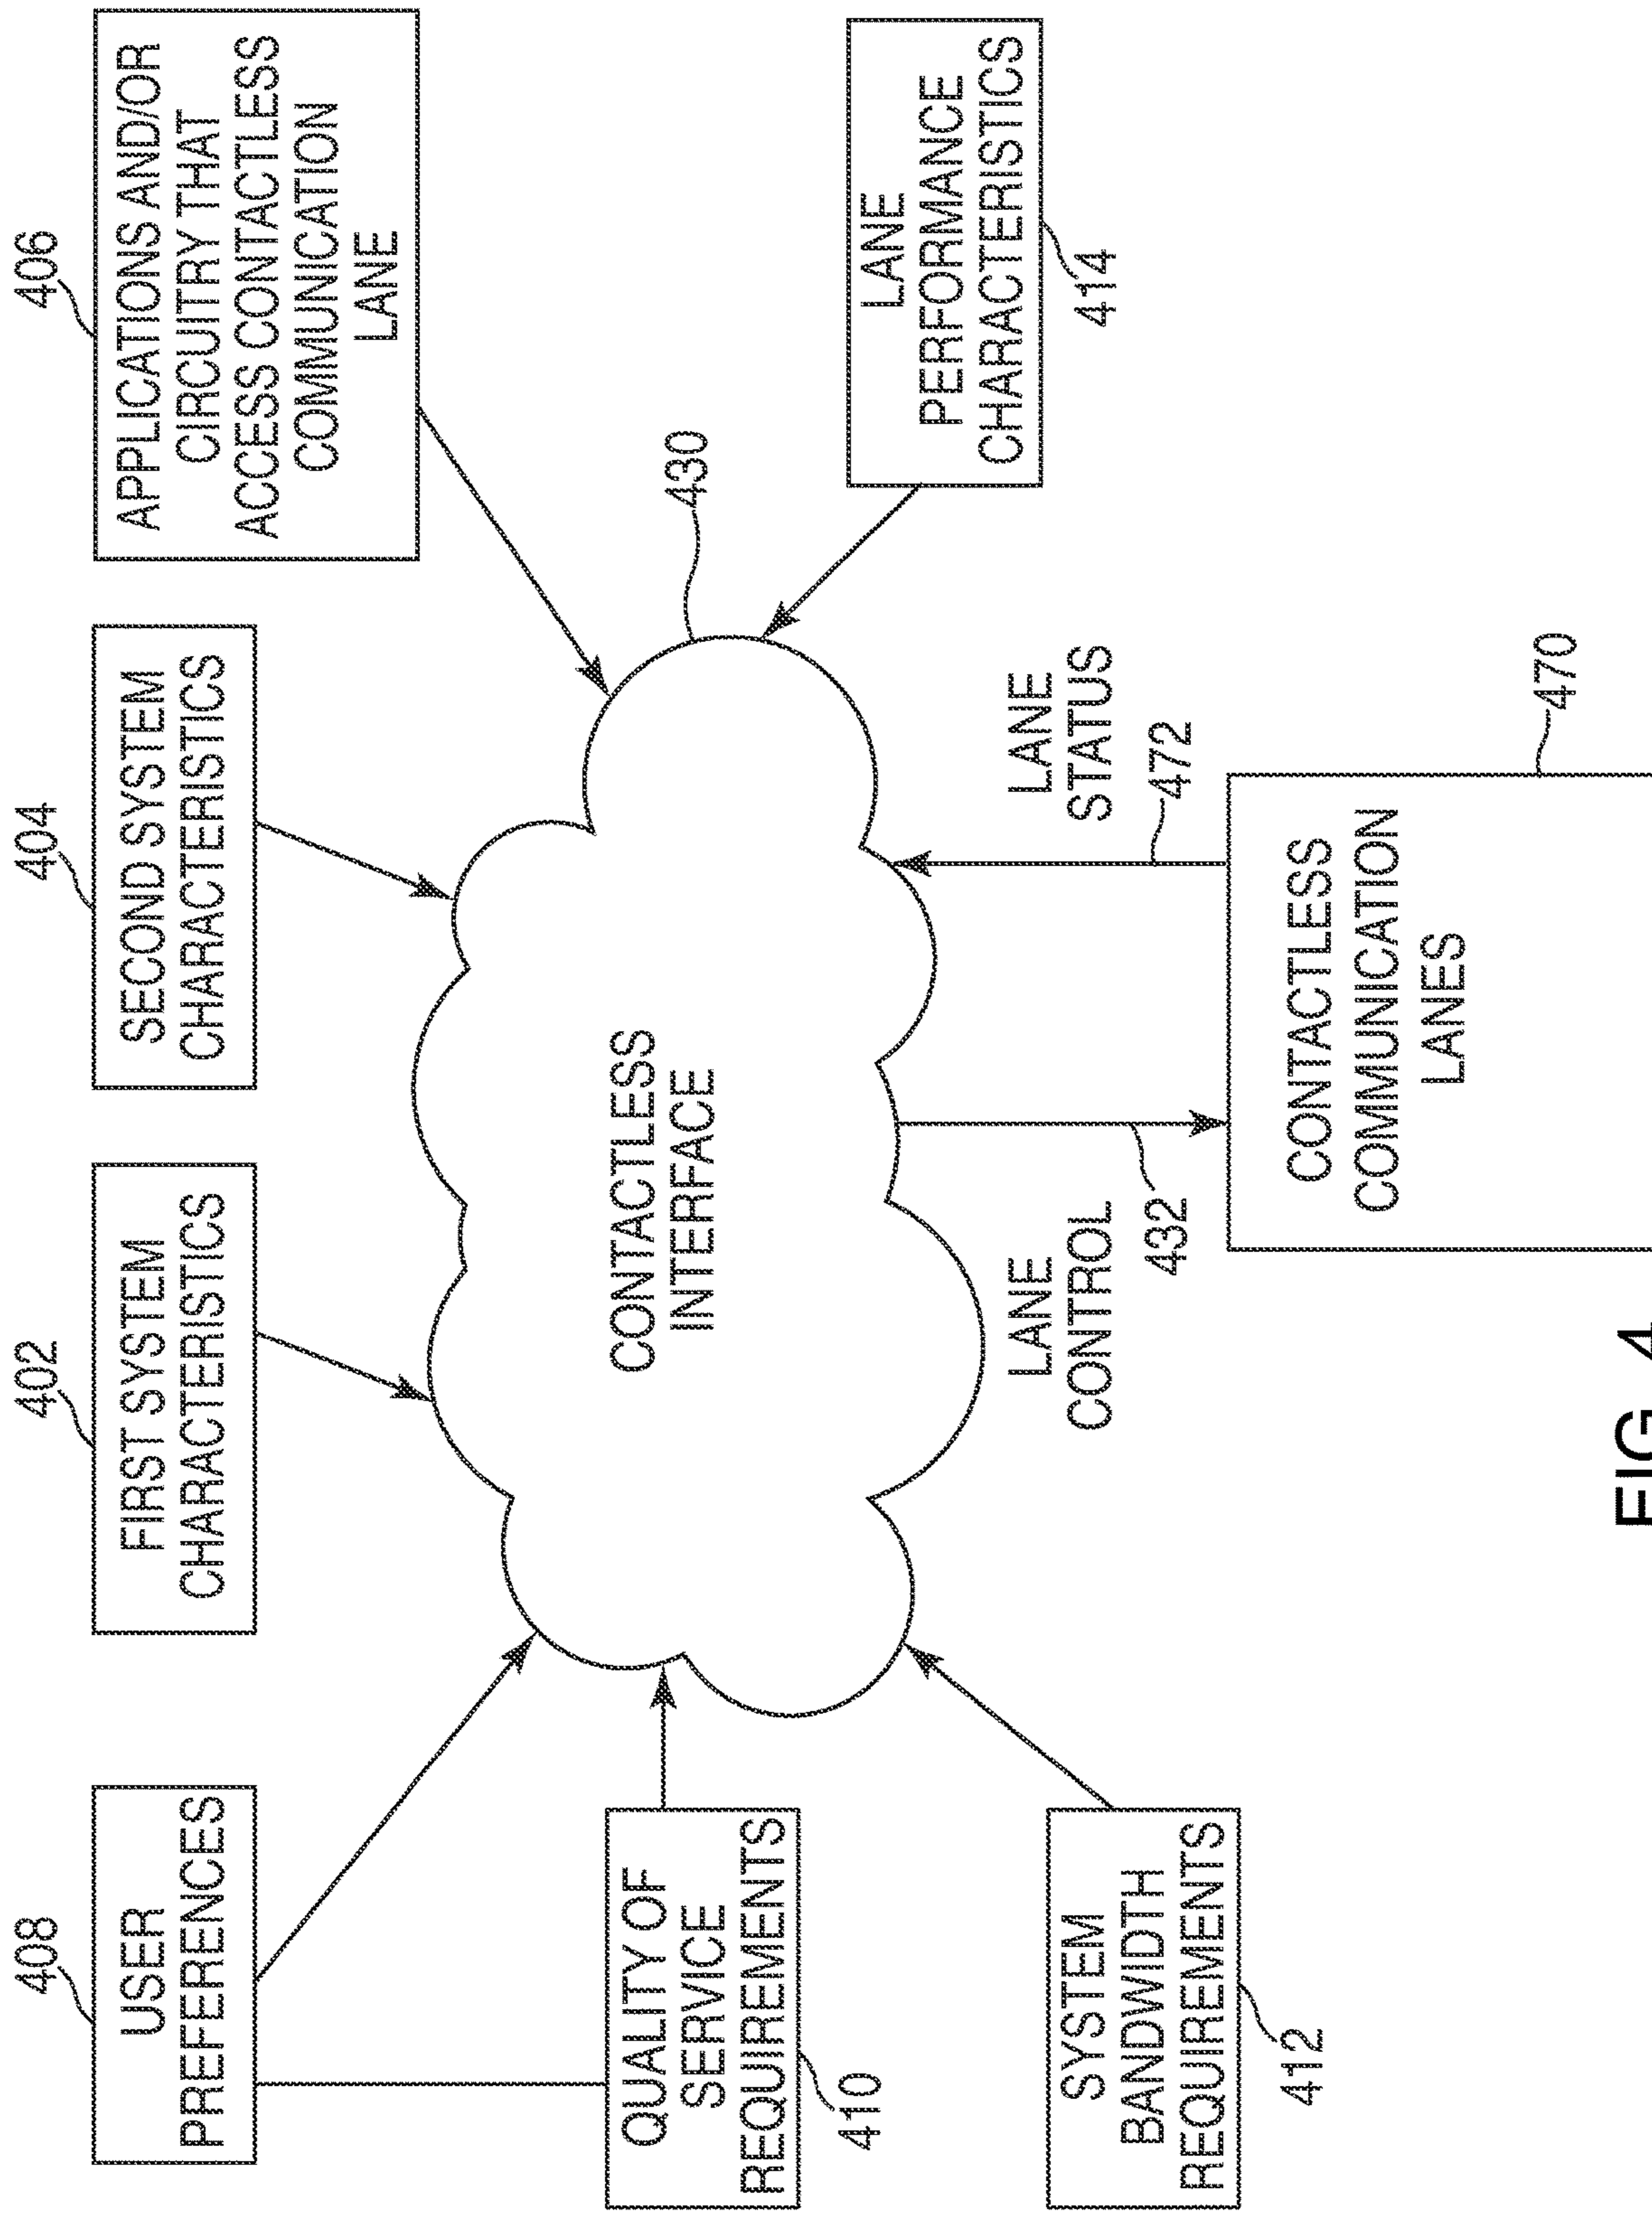 408
USER
PREFERENCES
402
FIRST SYSTEM
CHARACTERISTICS
404
SECOND SYSTEM
CHARACTERISTICS
406
APPLICATIONS AND/OR
CIRCUITRY THAT
ACCESS CONTACTLESS
COMMUNICATION
LANE
QUALITY OF
SERVICE
REQUIREMENTS
410
CONTACTLESS
INTERFACE
430
LANE
PERFORMANCE
CHARACTERISTICS
414
SYSTEM
BANDWIDTH
REQUIREMENTS
412
LANE
CONTROL
432
LANE
STATUS
472
CONTACTLESS
COMMUNICATION
LANES
470
FIG. 4